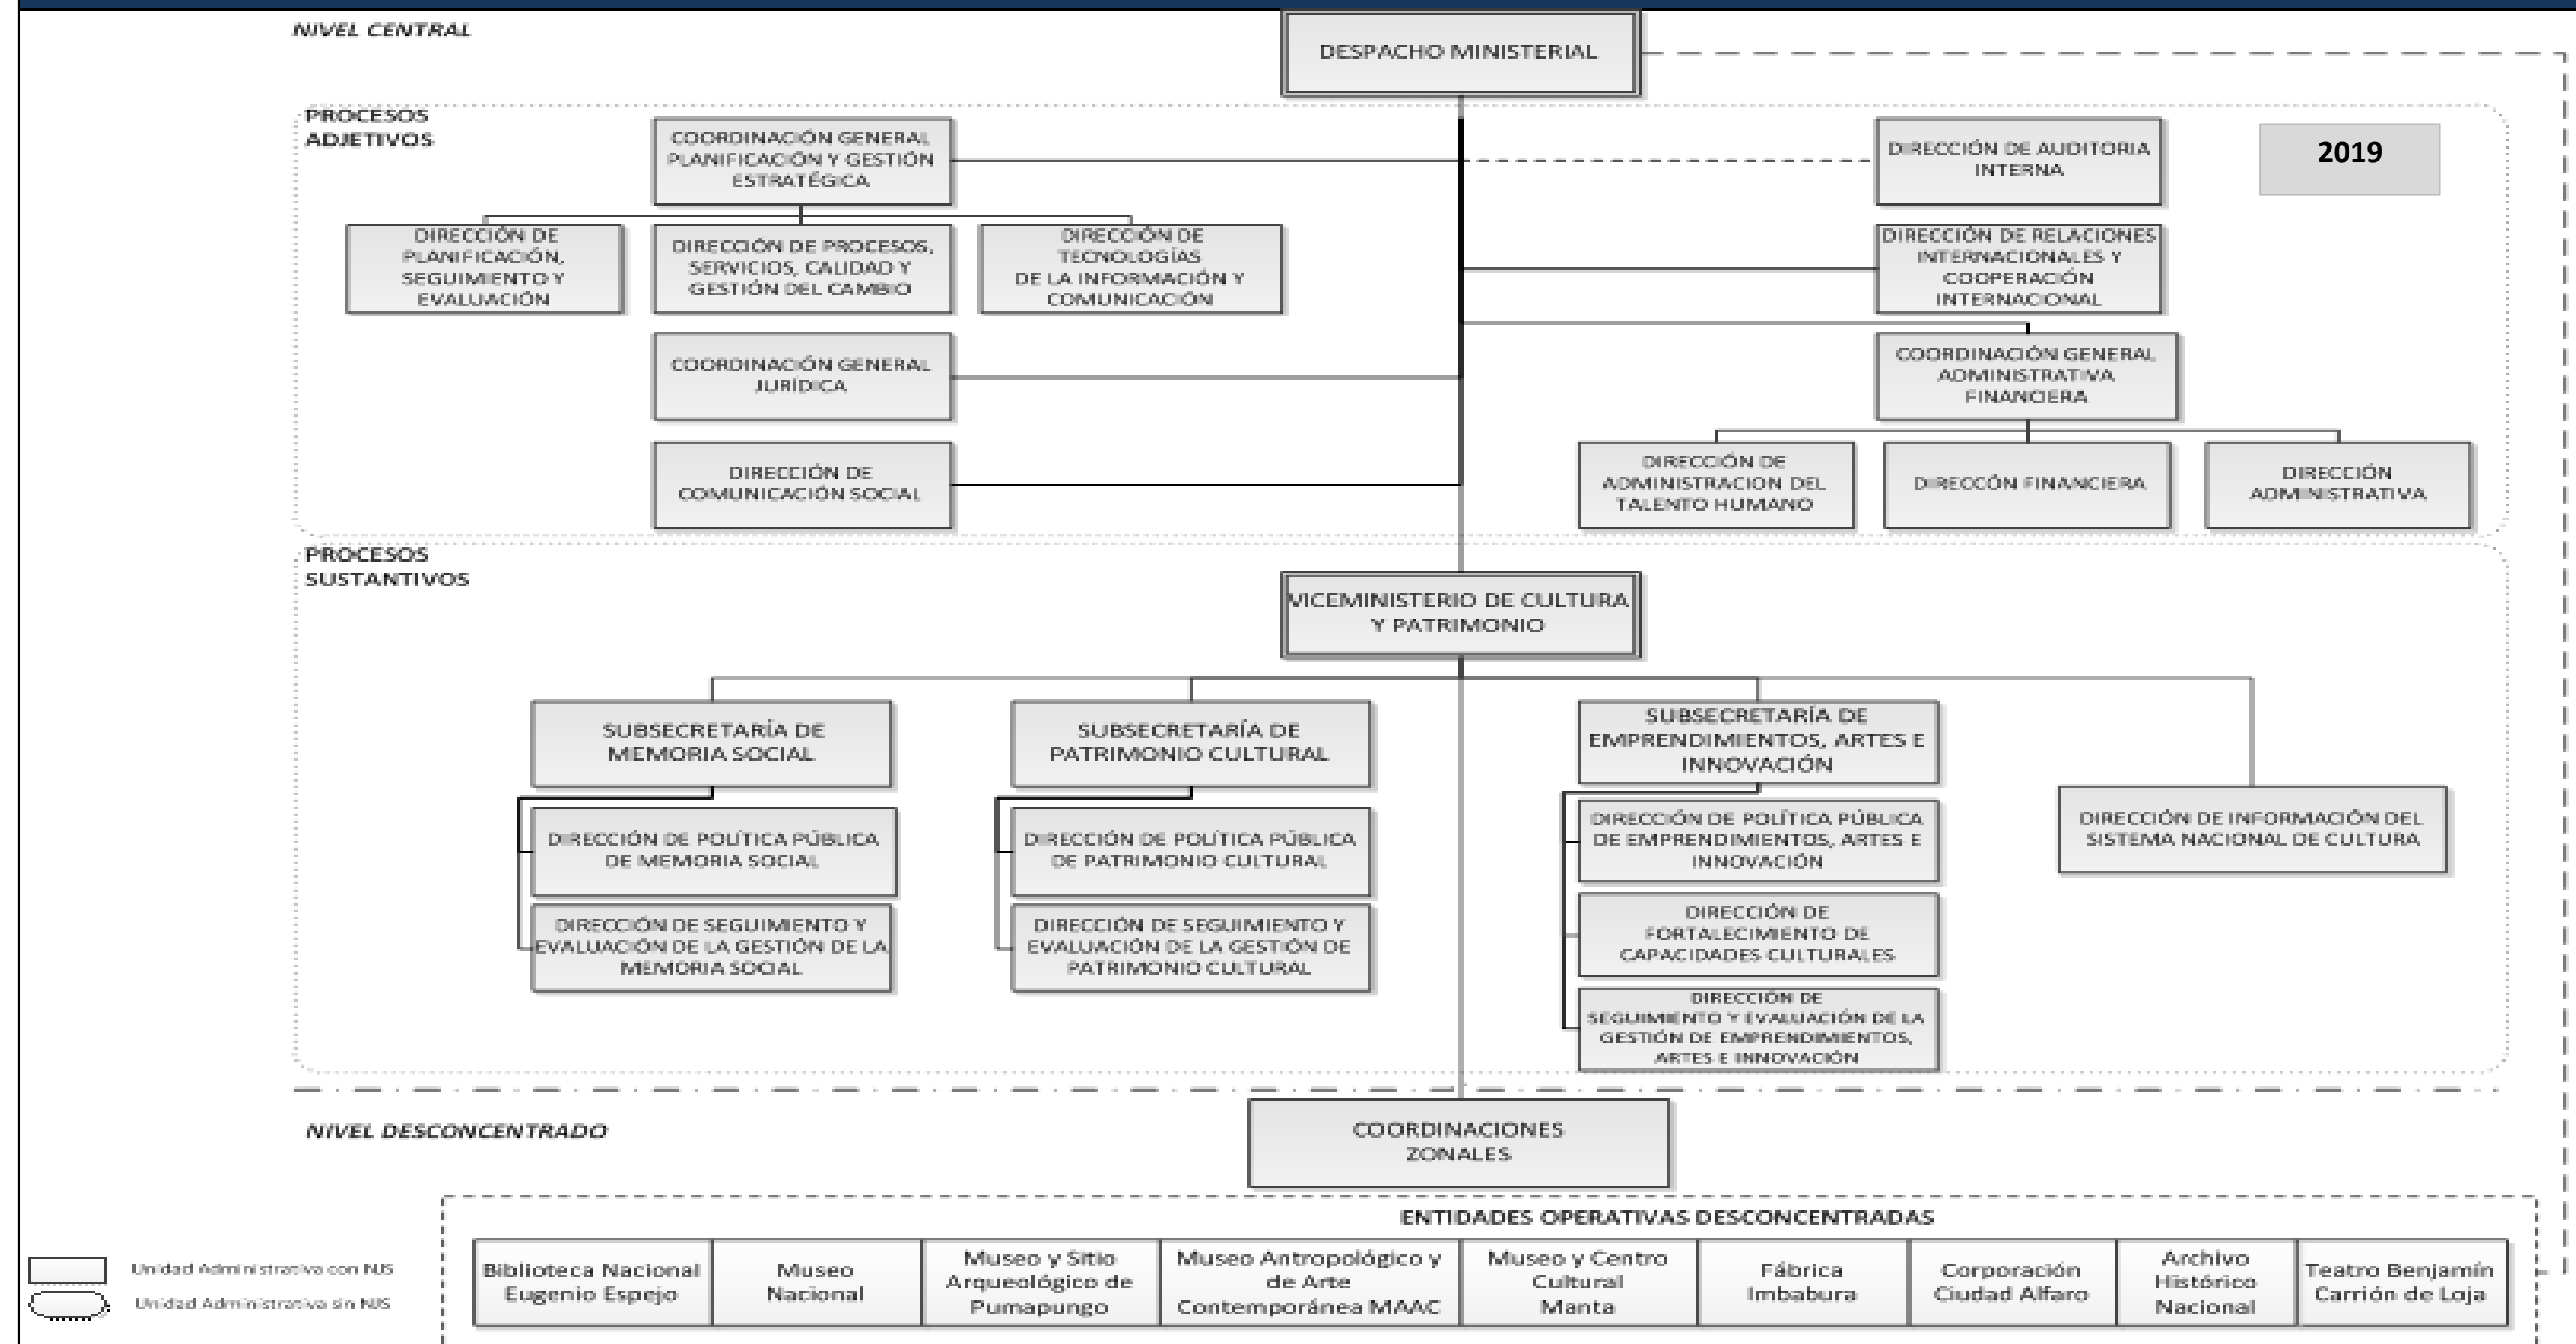 NIVEL CENTRAL
DESPACHO MINISTERIAL
PROCESOS
ADJETIVOS
COORDINACIÓN GENERAL
PLANIFICACIÓN Y GESTIÓN
ESTRATÉGICA
DIRECCIÓN DE AUDITORIA
INTERNA
2019
DIRECCIÓN DE
PLANIFICACIÓN,
SEGUIMIENTO Y
EVALUACIÓN
DIRECCIÓN DE PROCESOS,
SERVICIOS, CALIDAD Y
GESTIÓN DEL CAMBIO
DIRECCIÓN DE
TECNOLOGÍAS
DE LA INFORMACIÓN Y
COMUNICACIÓN
DIRECCIÓN DE RELACIONES
INTERNACIONALES Y
COOPERACIÓN
INTERNACIONAL
COORDINACIÓN GENERAL
JURÍDICA
COORDINACIÓN GENERAL
ADMINISTRATIVA
FINANCIERA
DIRECCIÓN DE
COMUNICACIÓN SOCIAL
DIRECCIÓN DE
ADMINISTRACION DEL
TALENTO HUMANO
DIRECCÓN FINANCIERA
DIRECCIÓN
ADMINISTRATIVA
PROCESOS
SUSTANTIVOS
VICEMINISTERIO DE CULTURA
Y PATRIMONIO
SUBSECRETARÍA DE
MEMORIA SOCIAL
SUBSECRETARÍA DE
PATRIMONIO CULTURAL
SUBSECRETARÍA DE
EMPRENDIMIENTOS, ARTES E
INNOVACIÓN
DIRECCIÓN DE POLÍTICA PÚBLICA
DE MEMORIA SOCIAL
DIRECCIÓN DE POLÍTICA PÚBLICA
DE PATRIMONIO CULTURAL
DIRECCIÓN DE POLÍTICA PÚBLICA
DE EMPRENDIMIENTOS, ARTES E
INNOVACIÓN
DIRECCIÓN DE INFORMACIÓN DEL
SISTEMA NACIONAL DE CULTURA
DIRECCIÓN DE SEGUIMIENTO Y
EVALUACIÓN DE LA GESTIÓN DE LA
MEMORIA SOCIAL
DIRECCIÓN DE SEGUIMIENTO Y
EVALUACIÓN DE LA GESTIÓN DE
PATRIMONIO CULTURAL
DIRECCIÓN DE
FORTALECIMIENTO DE
CAPACIDADES CULTURALES
DIRECCIÓN DE
SEGUIMIENTO Y EVALUACIÓN DE LA
GESTIÓN DE EMPRENDIMIENTOS,
ARTES E INNOVACIÓN
NIVEL DESCONCENTRADO
COORDINACIONES
ZONALES
ENTIDADES OPERATIVAS DESCONCENTRADAS
Biblioteca Nacional
Eugenio Espejo
Museo
Nacional
Museo y Sitio
Arqueológico de
Pumapungo
Museo Antropológico y
de Arte
Contemporánea MAAC
Museo y Centro
Cultural
Manta
Fábrica
Imbabura
Corporación
Ciudad Alfaro
Archivo
Histórico
Nacional
Teatro Benjamín
Carrión de Loja
Unidad Administrativa con NJS
Unidad Administrativa sin NJS